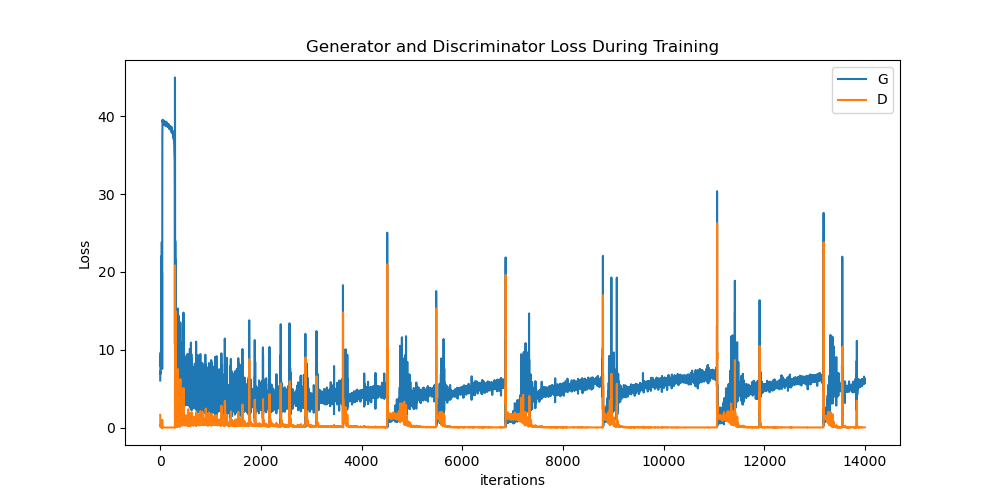 Generator and Discriminator Loss During Training
G
D
40
30
20
10
0
Loss
0 2000 4000 6000 8000 10000 12000 14000
iterations